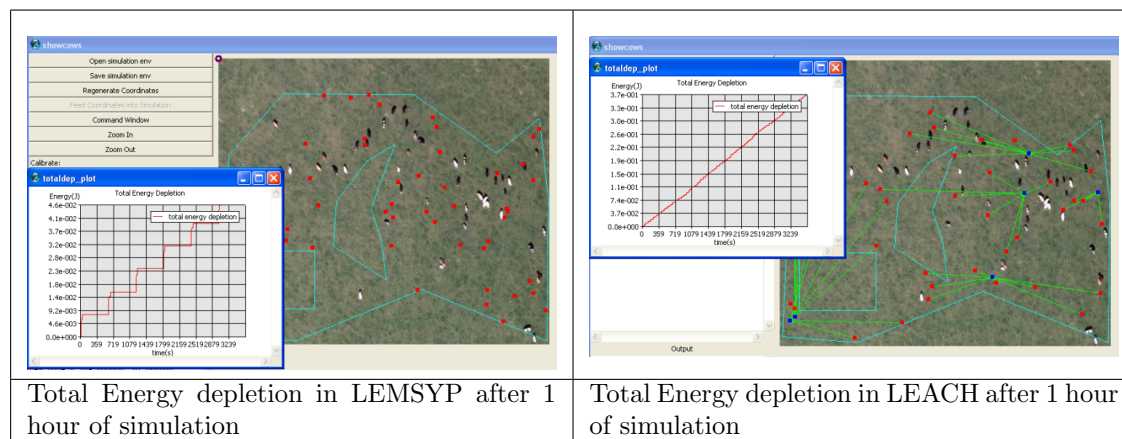 showcows
Open simulation env
Save simulation env
Regenerate Coordinates
Feed Coordinates into Simulation
Command Window
Zoom In
Zoom Out
Calibrate:
totaldep_plot
Total Energy Depletion
Energy(J)
total energy depletion
4.6e-002
4.1e-002
3.7e-002
3.2e-002
2.8e-002
2.3e-002
1.8e-002
1.4e-002
9.2e-003
4.6e-003
0.0e+000
0 359 719 1079 1439 1799 2159 2519 2879 3239
time(s)
showcows
totaldep_plot
Total Energy Depletion
Energy(J)
total energy depletion
3.7e-001
3.3e-001
3.0e-001
2.6e-001
2.2e-001
1.9e-001
1.5e-001
1.1e-001
7.4e-002
3.7e-002
0.0e+000
0 359 719 1079 1439 1799 2159 2519 2879 3239
time(s)
Output
Total Energy depletion in LEMSYP after 1
hour of simulation
Total Energy depletion in LEACH after 1 hour
of simulation